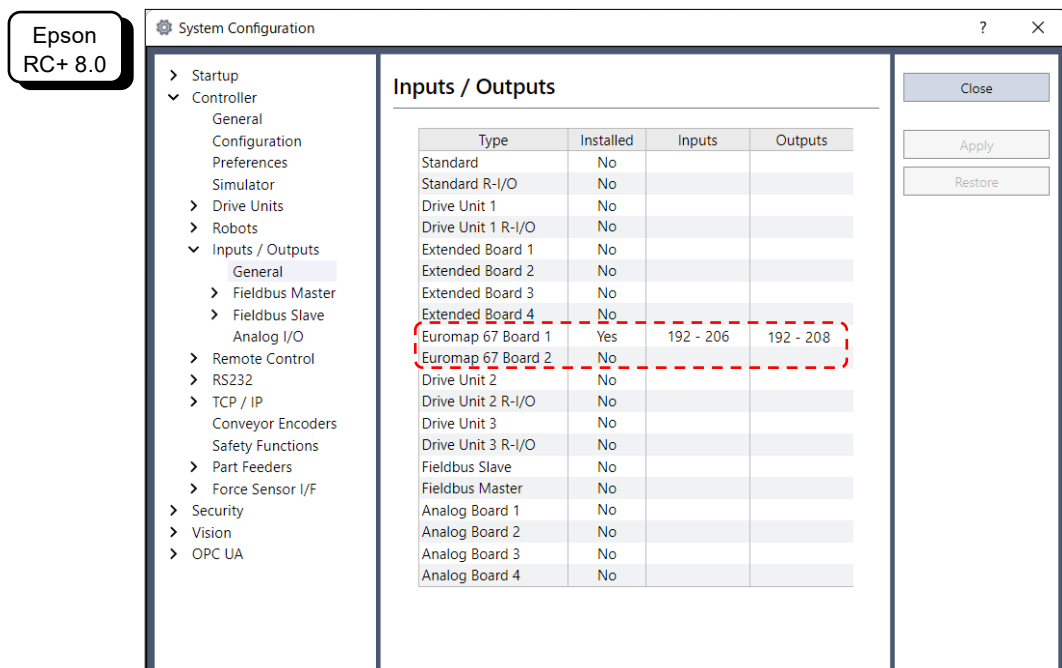 Epson
RC+ 8.0
System Configuration
?
Startup
Controller
General
Configuration
Preferences
Simulator
Drive Units
Robots
Inputs / Outputs
General
Fieldbus Master
Fieldbus Slave
Analog I/O
Remote Control
RS232
TCP / IP
Conveyor Encoders
Safety Functions
Part Feeders
Force Sensor I/F
Security
Vision
OPC UA
Inputs / Outputs
Type Installed Inputs Outputs
Standard No
Standard R-I/O No
Drive Unit 1 No
Drive Unit 1 R-I/O No
Extended Board 1 No
Extended Board 2 No
Extended Board 3 No
Extended Board 4 No
Euromap 67 Board 1 Yes 192 - 206 192 - 208
Euromap 67 Board 2 No
Drive Unit 2 No
Drive Unit 2 R-I/O No
Drive Unit 3 No
Drive Unit 3 R-I/O No
Fieldbus Slave No
Fieldbus Master No
Analog Board 1 No
Analog Board 2 No
Analog Board 3 No
Analog Board 4 No
Close
Apply
Restore